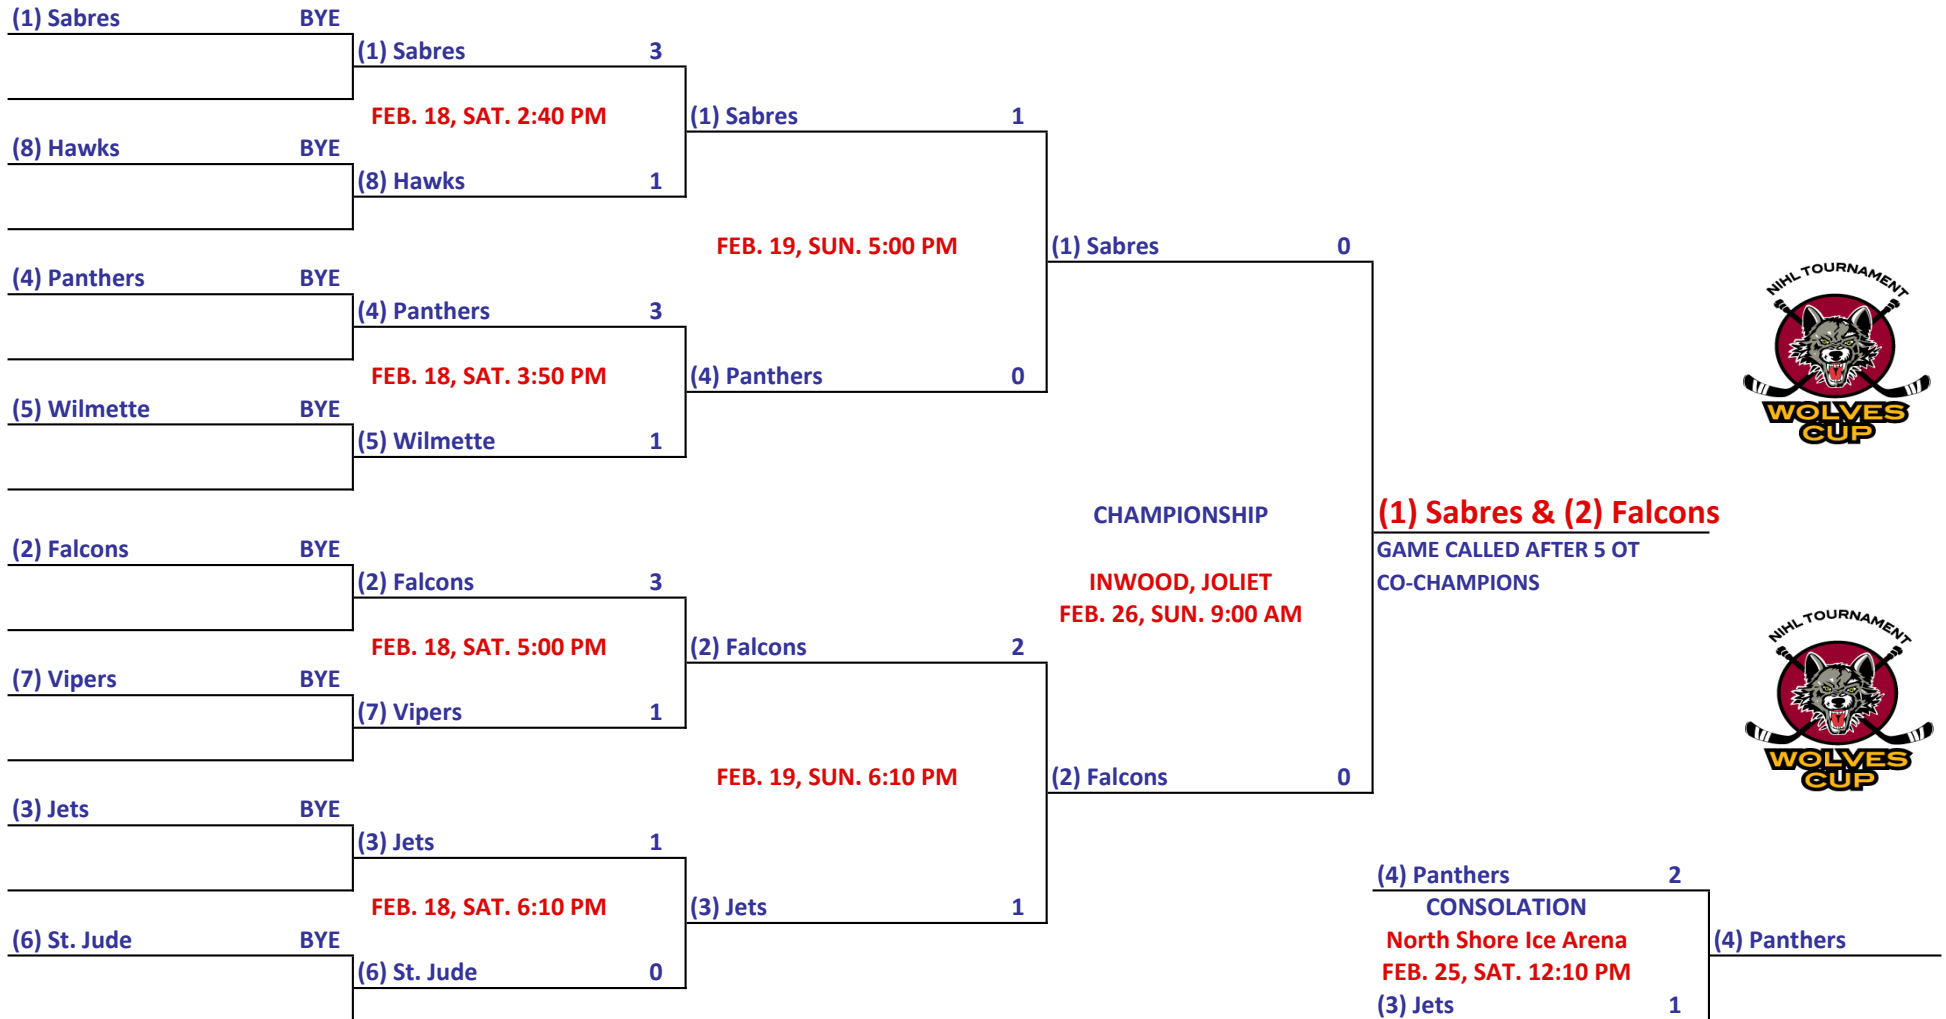 (1) Sabres BYE
(1) Sabres 3
FEB. 18, SAT. 2:40 PM
(1) Sabres 1
(8) Hawks BYE
(8) Hawks 1
FEB. 19, SUN. 5:00 PM
(1) Sabres 0
(4) Panthers BYE
(4) Panthers 3
FEB. 18, SAT. 3:50 PM
(4) Panthers 0
(5) Wilmette BYE
(5) Wilmette 1
NIHL TOURNAMENT
WOLVES
CUP
CHAMPIONSHIP
(1) Sabres & (2) Falcons
GAME CALLED AFTER 5 OT
CO-CHAMPIONS
INWOOD, JOLIET
FEB. 26, SUN. 9:00 AM
(2) Falcons BYE
(2) Falcons 3
FEB. 18, SAT. 5:00 PM
(2) Falcons 2
(7) Vipers BYE
(7) Vipers 1
FEB. 19, SUN. 6:10 PM
(2) Falcons 0
NIHL TOURNAMENT
WOLVES
CUP
(3) Jets BYE
(3) Jets 1
FEB. 18, SAT. 6:10 PM
(3) Jets 1
(6) St. Jude BYE
(6) St. Jude 0
(4) Panthers 2
CONSOLATION
North Shore Ice Arena
FEB. 25, SAT. 12:10 PM
(3) Jets 1
(4) Panthers